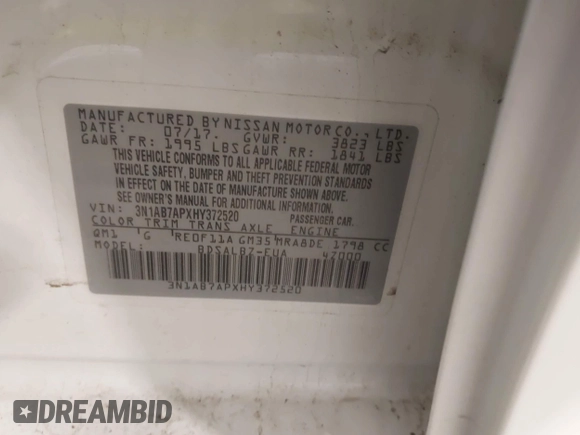 MANUFACTURED BY NISSAN MOTOR CO., LTD.
DATE: 07/17 GVWR: 3823 LBS
GAWR FR: 1995 LBS GAWR RR: 1841 LBS
THIS VEHICLE CONFORMS TO ALL APPLICABLE FEDERAL MOTOR
VEHICLE SAFETY, BUMPER AND THEFT PREVENTION STANDARDS
IN EFFECT ON THE DATE OF MANUFACTURE SHOWN ABOVE.
SEE OWNER'S MANUAL FOR ADDITIONAL INFORMATION.
VIN: 3N1AB7APXHY372520 PASSENGER CAR.
COLOR TRIM TRANS AXLE ENGINE
QM1 G RE0F11A GM35 MRA8DE 1798 CC
MODEL: BDSALB7-EUA 47000
3N1AB7APXHY372520
DREAMBID